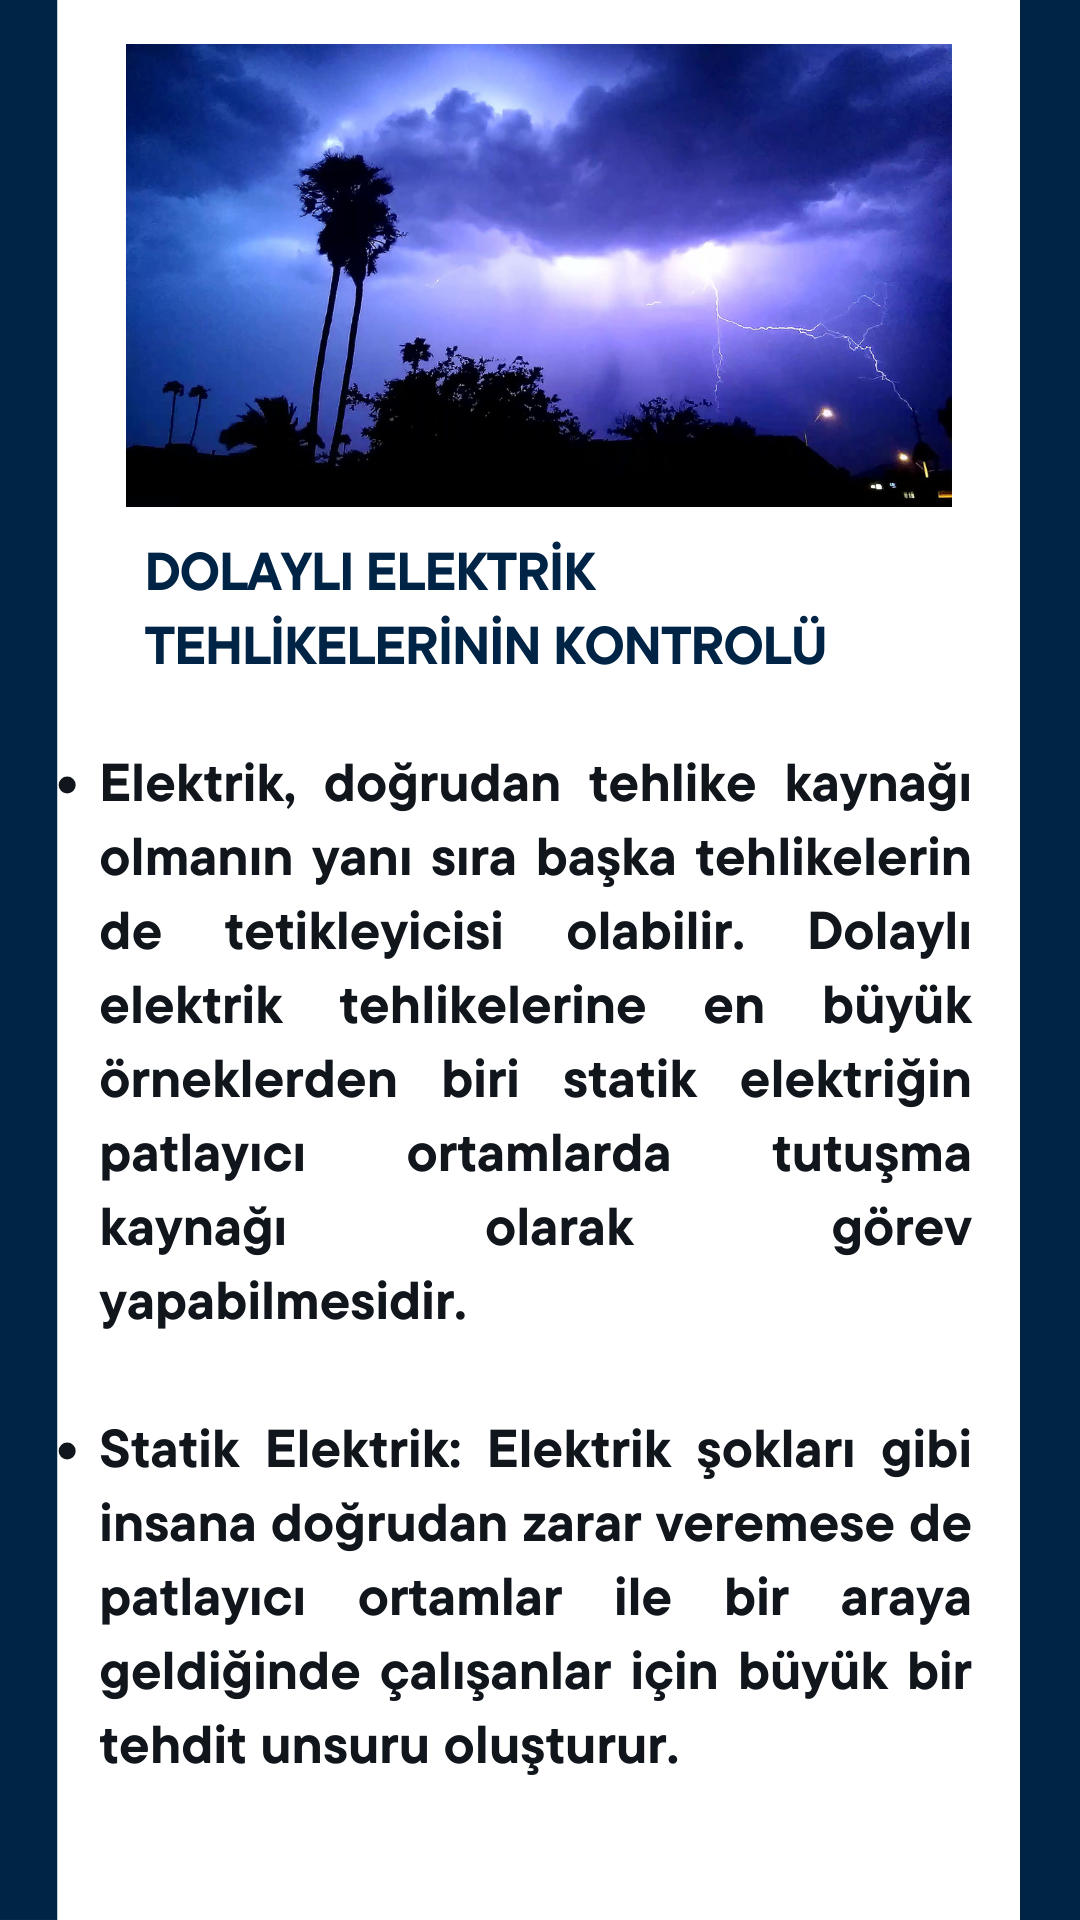 DOLAYLI ELEKTRİK
TEHLİKELERİNİN KONTROLÜ
• Elektrik, doğrudan tehlike kaynağı
olmanın yanı sıra başka tehlikelerin
de tetikleyicisi olabilir. Dolaylı
elektrik tehlikelerine en büyük
örneklerden biri statik elektriğin
patlayıcı ortamlarda tutuşma
kaynağı olarak görev
yapabilmesidir.
• Statik Elektrik: Elektrik şokları gibi
insana doğrudan zarar veremese de
patlayıcı ortamlar ile bir araya
geldiğinde çalışanlar için büyük bir
tehdit unsuru oluşturur.